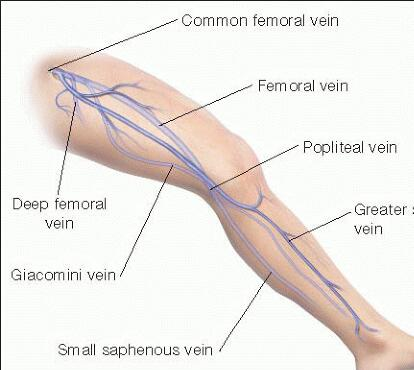 Common femoral vein
Femoral vein
Popliteal vein
Deep femoral
vein
Greater
vein
Giacomini vein
Small saphenous vein